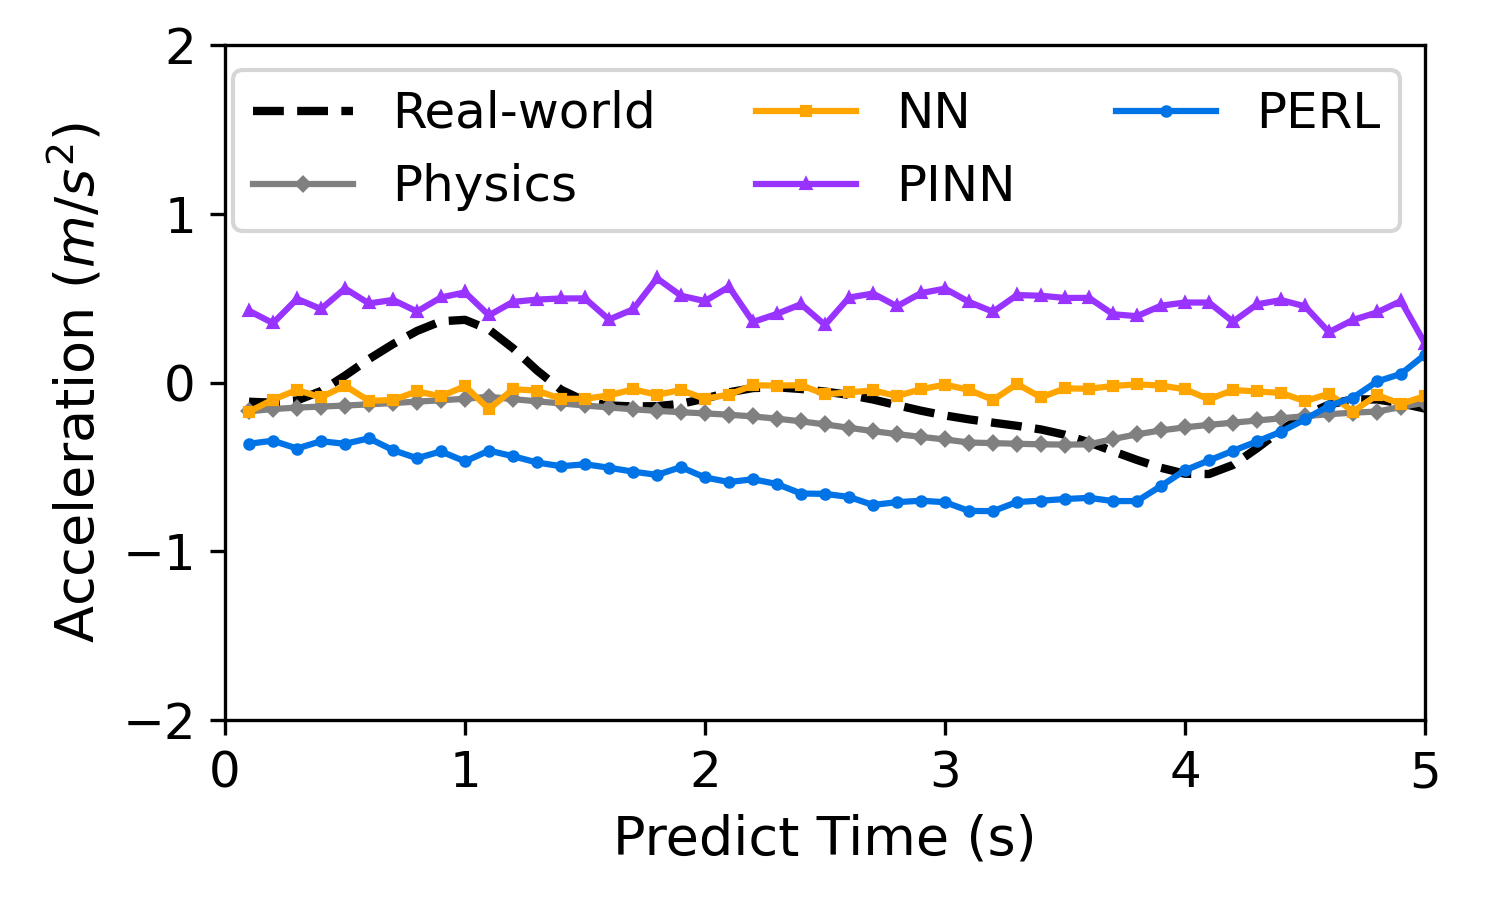 2
1
0
−1
−2
Acceleration (m/s²)
Real-world
Physics
NN
PINN
PERL
0 1 2 3 4 5
Predict Time (s)